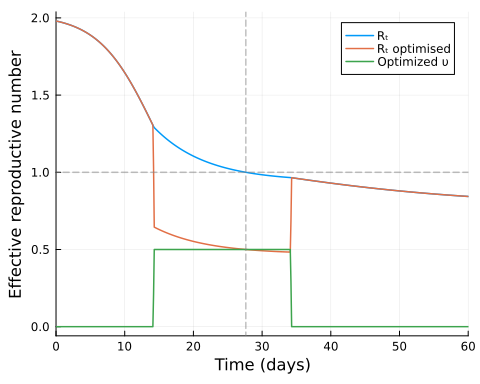 Effective reproductive number
2.0
1.5
1.0
0.5
0.0
Rₜ
Rₜ optimised
Optimized υ
0 10 20 30 40 50 60
Time (days)